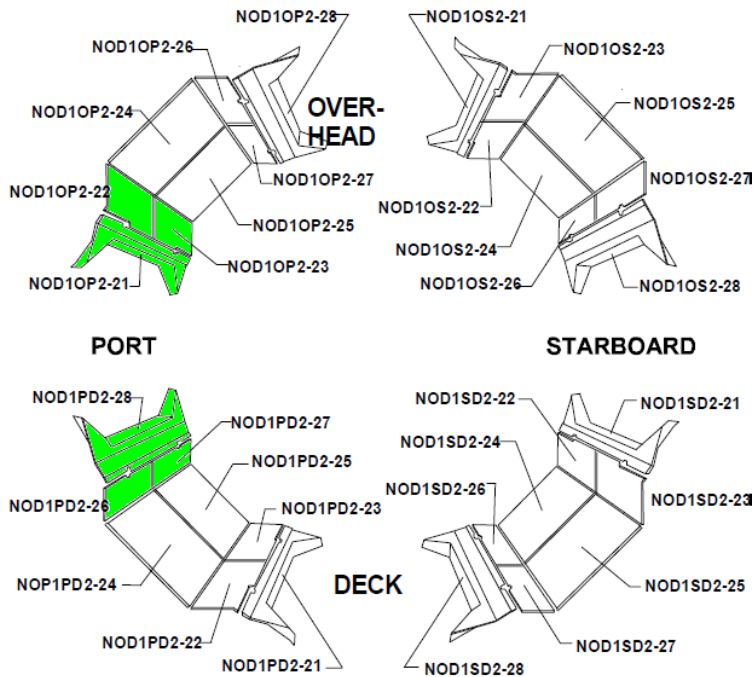 NOD1OP2-28
NOD1OS2-21
NOD1OP2-26
NOD1OS2-23
NOD1OP2-24
OVER-
HEAD
NOD1OS2-25
NOD1OP2-27
NOD1OS2-27
NOD1OP2-22
NOD1OS2-22
NOD1OP2-25
NOD1OS2-24
NOD1OP2-23
NOD1OP2-21
NOD1OS2-26
NOD1OS2-28
PORT
STARBOARD
NOD1PD2-28
NOD1SD2-22
NOD1SD2-21
NOD1PD2-27
NOD1SD2-24
NOD1PD2-25
NOD1SD2-26
NOD1PD2-26
NOD1PD2-23
NOD1SD2-23
NOP1PD2-24
DECK
NOD1SD2-25
NOD1PD2-22
NOD1SD2-27
NOD1PD2-21
NOD1SD2-28